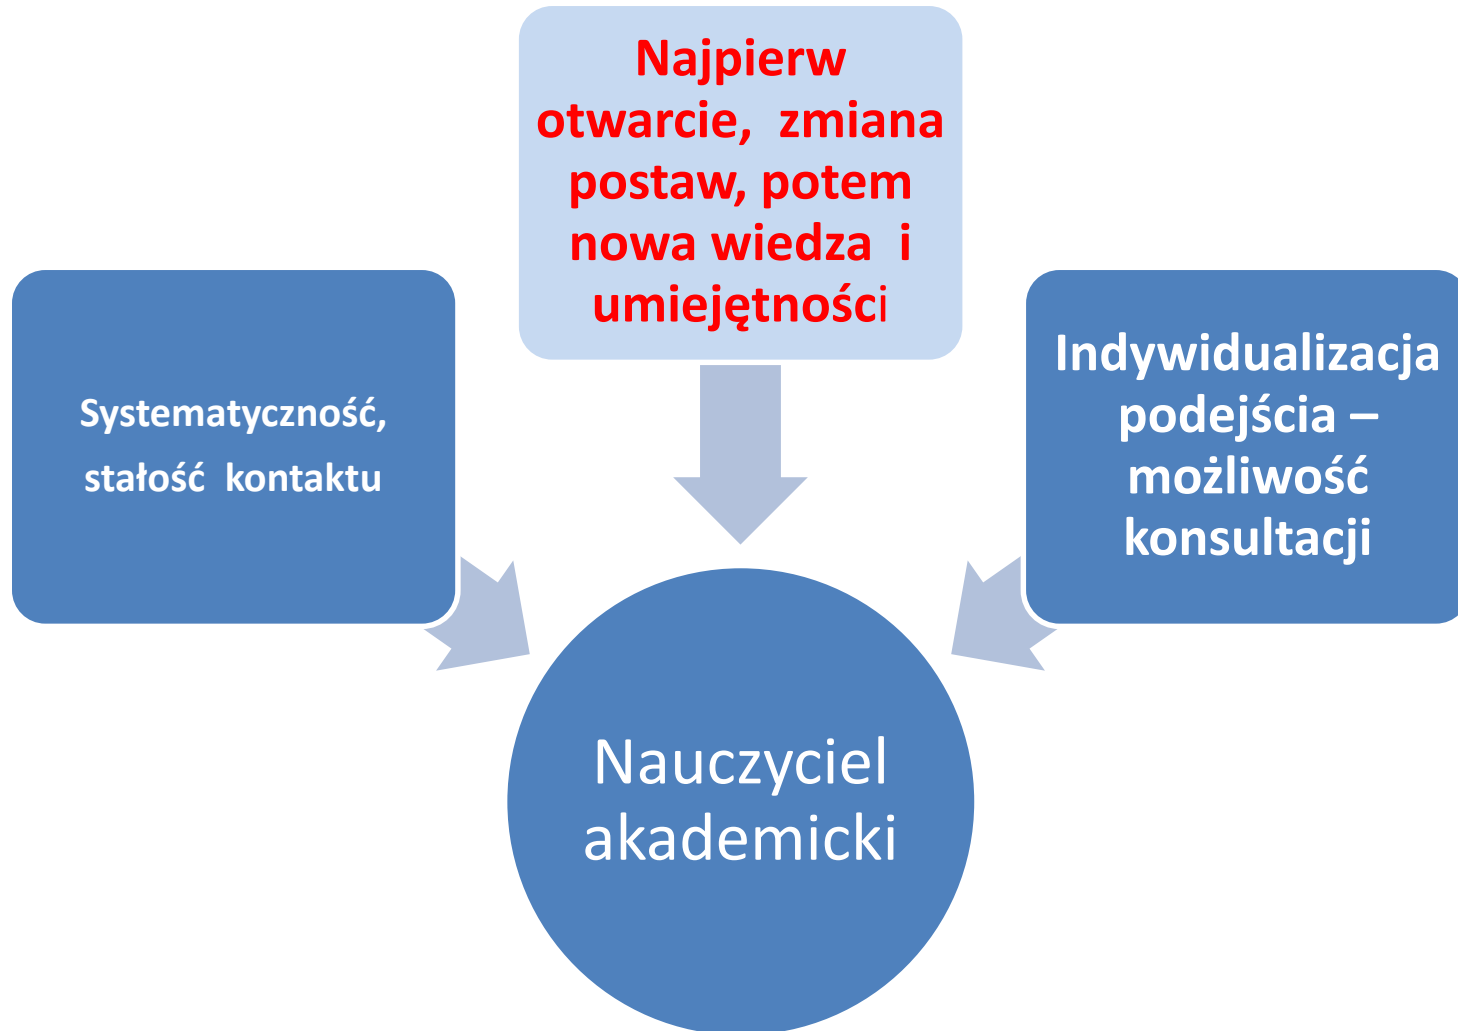 Najpierw
otwarcie, zmiana
postaw, potem
nowa wiedza i
umiejętności
Systematyczność,
stałość kontaktu
Indywidualizacja
podejścia –
możliwość
konsultacji
Nauczyciel
akademicki